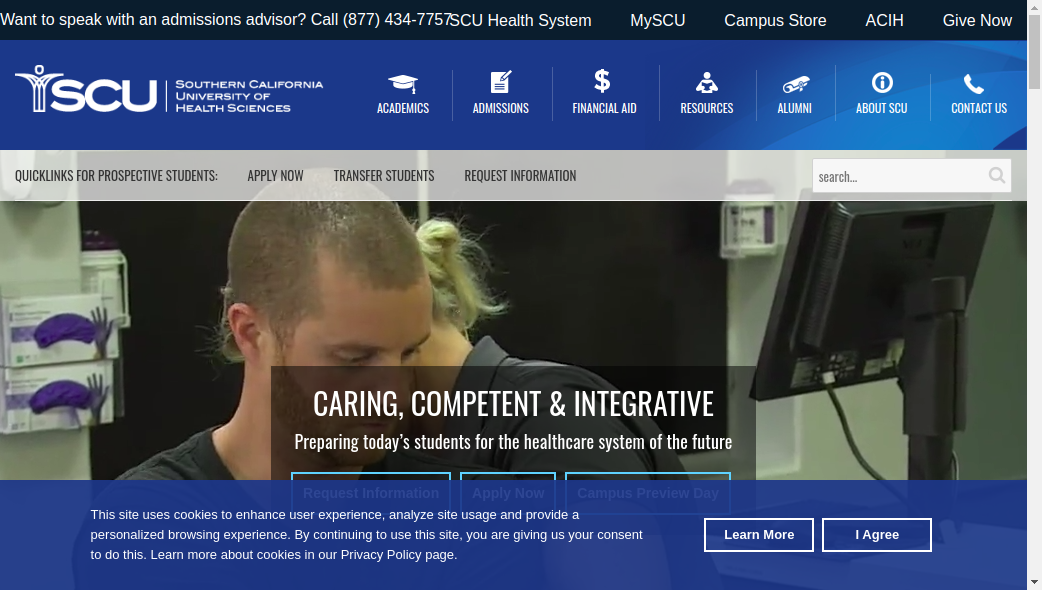 Want to speak with an admissions advisor? Call (877) 434-7757
SCU Health System
MySCU
Campus Store
ACIH
Give Now
SCU
SOUTHERN CALIFORNIA
UNIVERSITY OF
HEALTH SCIENCES
ACADEMICS
ADMISSIONS
FINANCIAL AID
RESOURCES
ALUMNI
ABOUT SCU
CONTACT US
QUICKLINKS FOR PROSPECTIVE STUDENTS:
APPLY NOW
TRANSFER STUDENTS
REQUEST INFORMATION
search...
CARING, COMPETENT & INTEGRATIVE
Preparing today's students for the healthcare system of the future
Request Information
Apply Now
Campus Preview Day
This site uses cookies to enhance user experience, analyze site usage and provide a
personalized browsing experience. By continuing to use this site, you are giving us your consent
to do this. Learn more about cookies in our Privacy Policy page.
Learn More
I Agree